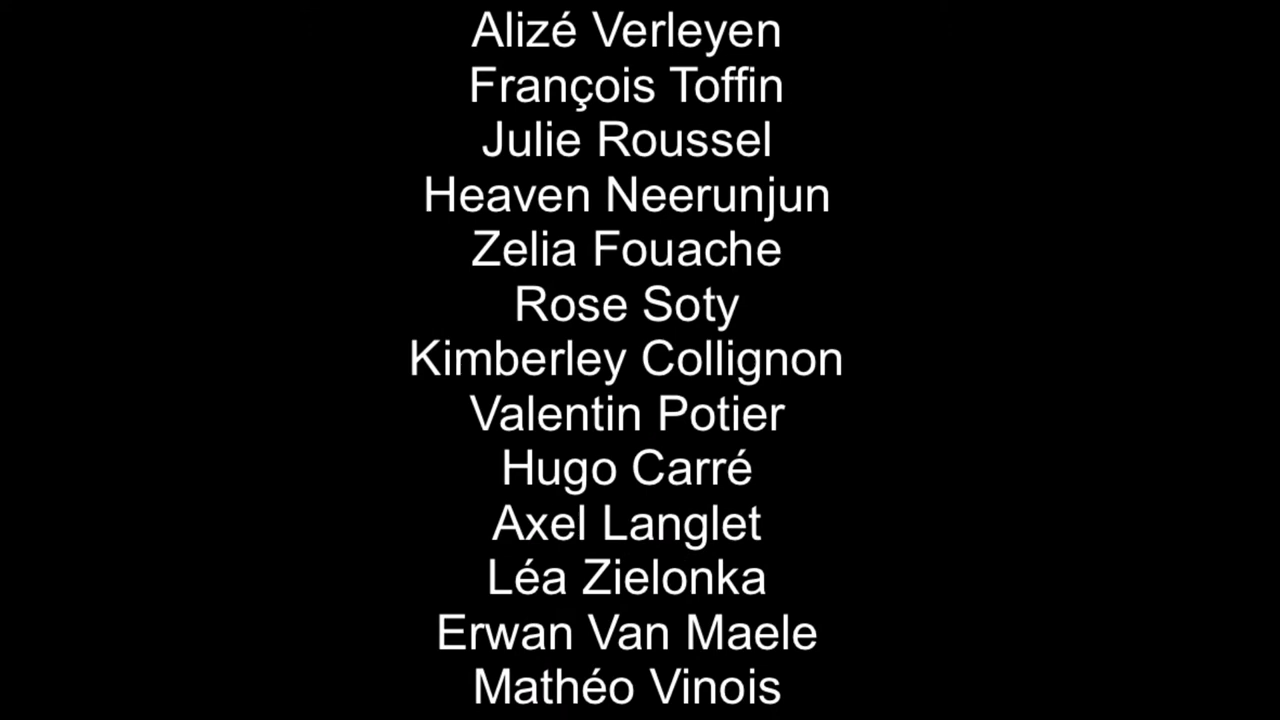 Alizé Verleyen
François Toffin
Julie Roussel
Heaven Neerunjun
Zelia Fouache
Rose Soty
Kimberley Collignon
Valentin Potier
Hugo Carré
Axel Langlet
Léa Zielonka
Erwan Van Maele
Mathéo Vinois